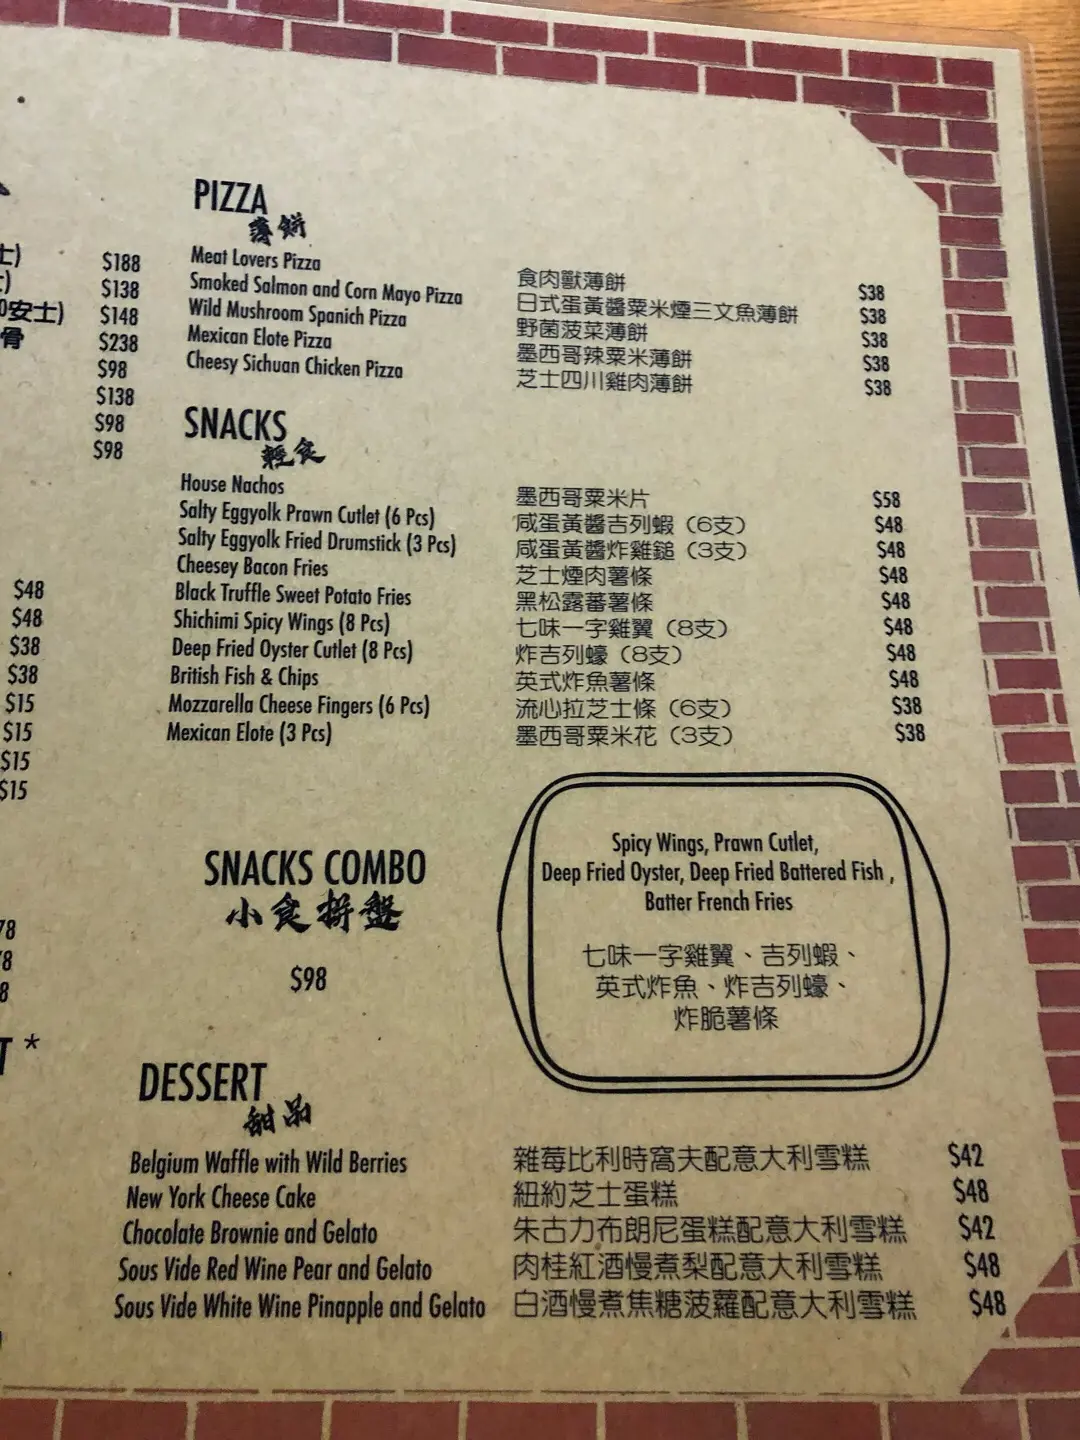 士)
$188
$138
0安士)
$148
骨
$238
$98
$138
$98
$98
$48
$48
$38
$38
$15
$15
$15
$15
78
78
8
T *
PIZZA
薄餅
Meat Lovers Pizza 食肉獸薄餅 $38
Smoked Salmon and Corn Mayo Pizza 日式蛋黃醬粟米煙三文魚薄餅 $38
Wild Mushroom Spanich Pizza 野菌菠菜薄餅 $38
Mexican Elote Pizza 墨西哥辣粟米薄餅 $38
Cheesy Sichuan Chicken Pizza 芝士四川雞肉薄餅 $38
SNACKS
輕食
House Nachos 墨西哥粟米片 $58
Salty Eggyolk Prawn Cutlet (6 Pcs) 咸蛋黃醬吉列蝦（6支） $48
Salty Eggyolk Fried Drumstick (3 Pcs) 咸蛋黃醬炸雞鎚（3支） $48
Cheesey Bacon Fries 芝士煙肉薯條 $48
Black Truffle Sweet Potato Fries 黑松露蕃薯條 $48
Shichimi Spicy Wings (8 Pcs) 七味一字雞翼（8支） $48
Deep Fried Oyster Cutlet (8 Pcs) 炸吉列蠔（8支） $48
British Fish & Chips 英式炸魚薯條 $48
Mozzarella Cheese Fingers (6 Pcs) 流心拉芝士條（6支） $38
Mexican Elote (3 Pcs) 墨西哥粟米花（3支） $38
SNACKS COMBO
小食拼盤
$98
Spicy Wings, Prawn Cutlet,
Deep Fried Oyster, Deep Fried Battered Fish ,
Batter French Fries
七味一字雞翼、吉列蝦、
英式炸魚、炸吉列蠔、
炸脆薯條
DESSERT
甜品
Belgium Waffle with Wild Berries 雜莓比利時窩夫配意大利雪糕 $42
New York Cheese Cake 紐約芝士蛋糕 $48
Chocolate Brownie and Gelato 朱古力布朗尼蛋糕配意大利雪糕 $42
Sous Vide Red Wine Pear and Gelato 肉桂紅酒慢煮梨配意大利雪糕 $48
Sous Vide White Wine Pinapple and Gelato 白酒慢煮焦糖菠蘿配意大利雪糕 $48